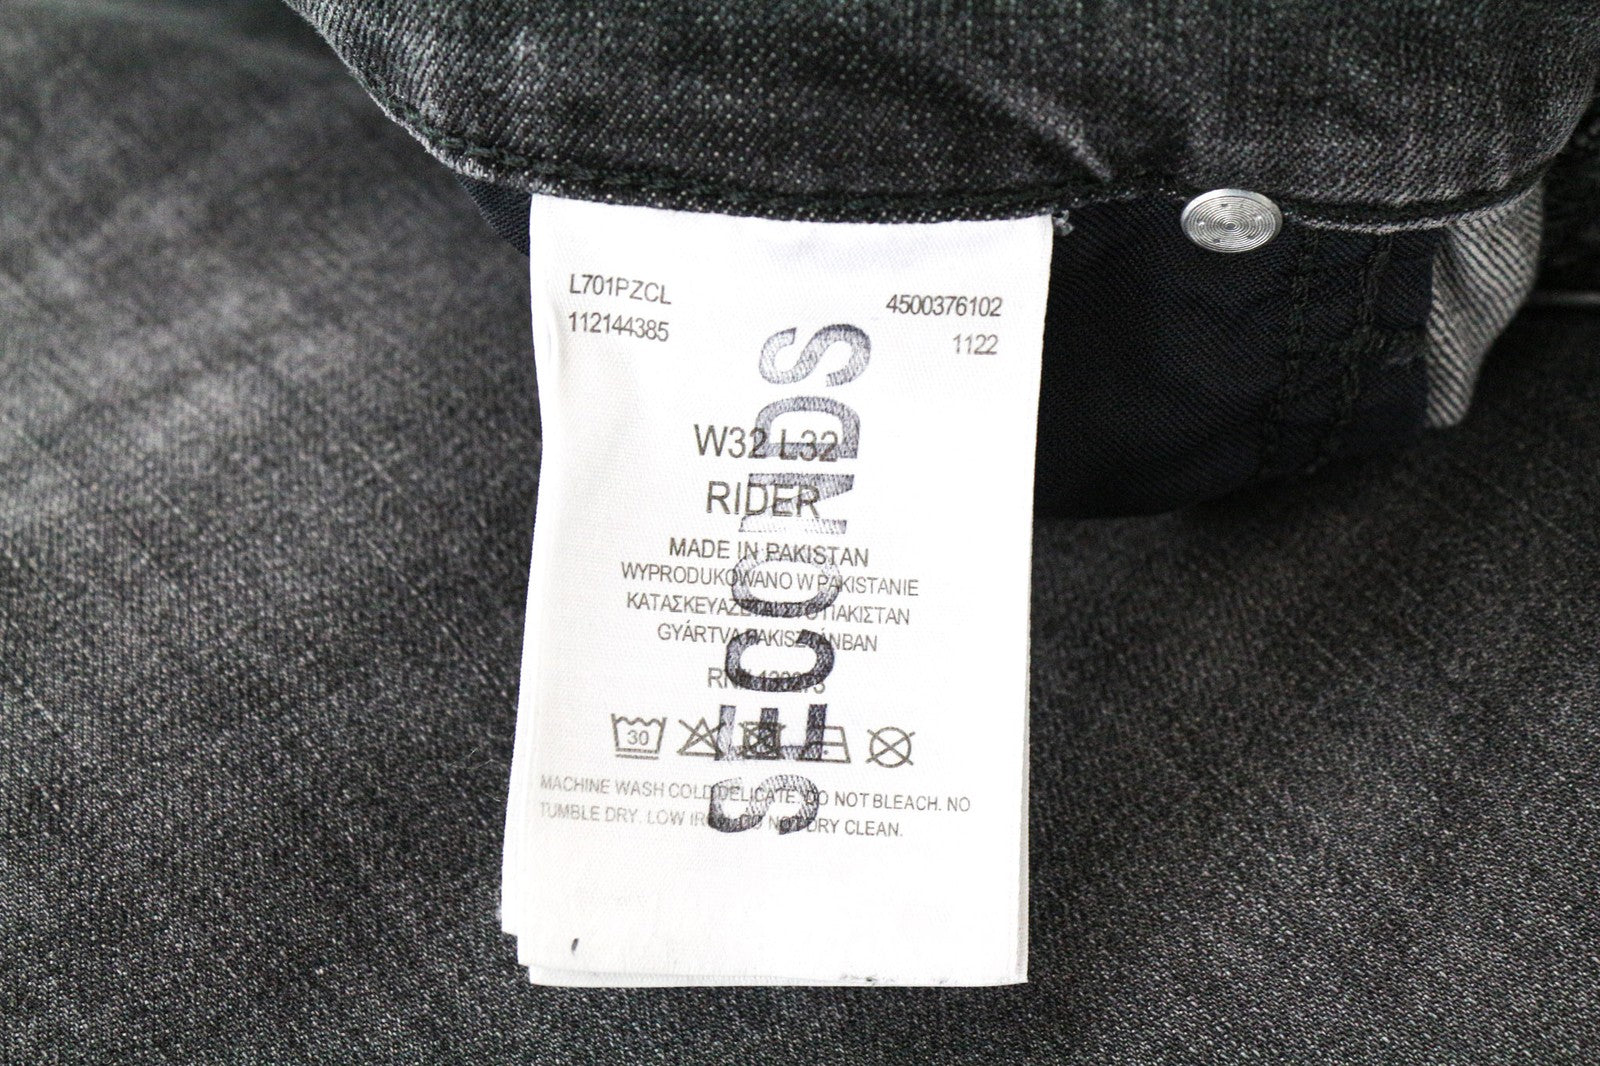 L701PZCL
112144385
4500376102
1122
W32 L32
RIDER
MADE IN PAKISTAN
WYPRODUKOWANO W PAKISTANIE
ΚΑΤΑΣΚΕΥΑΖΕΤΑΙ ΣΤΟ ΠΑΚΙΣΤΑΝ
GYÁRTVA PAKISZTÁNBAN
30
MACHINE WASH COLD DELICATE. DO NOT BLEACH. NO
TUMBLE DRY. LOW IRON. DO NOT DRY CLEAN.
SECONDS